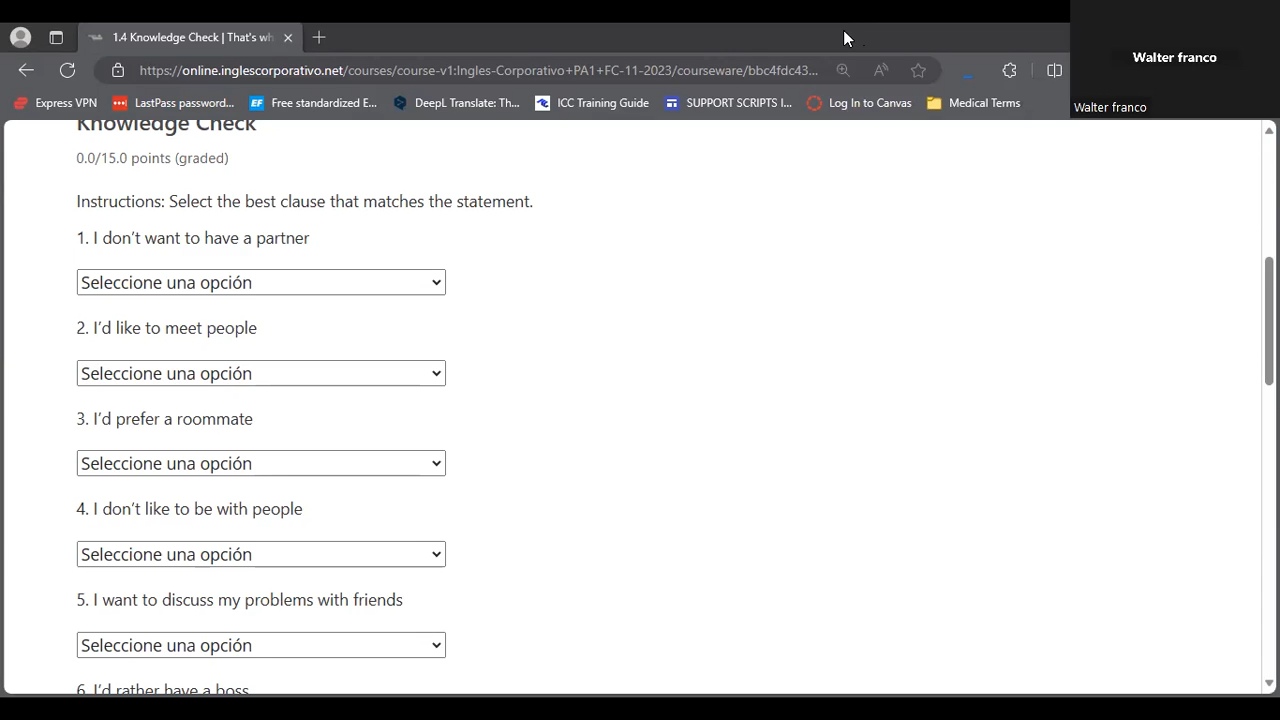 1.4 Knowledge Check | That's wh
Walter franco
https://online.inglescorporativo.net/courses/course-v1:Ingles-Corporativo+PA1+FC-11-2023/courseware/bbc4fdc43...
Express VPN
LastPass password...
Free standardized E...
DeepL Translate: Th...
ICC Training Guide
SUPPORT SCRIPTS I...
Log In to Canvas
Medical Terms
Walter franco
Knowledge Check
0.0/15.0 points (graded)
Instructions: Select the best clause that matches the statement.
1. I don’t want to have a partner
Seleccione una opción
2. I’d like to meet people
Seleccione una opción
3. I’d prefer a roommate
Seleccione una opción
4. I don’t like to be with people
Seleccione una opción
5. I want to discuss my problems with friends
Seleccione una opción
6. I’d rather have a boss